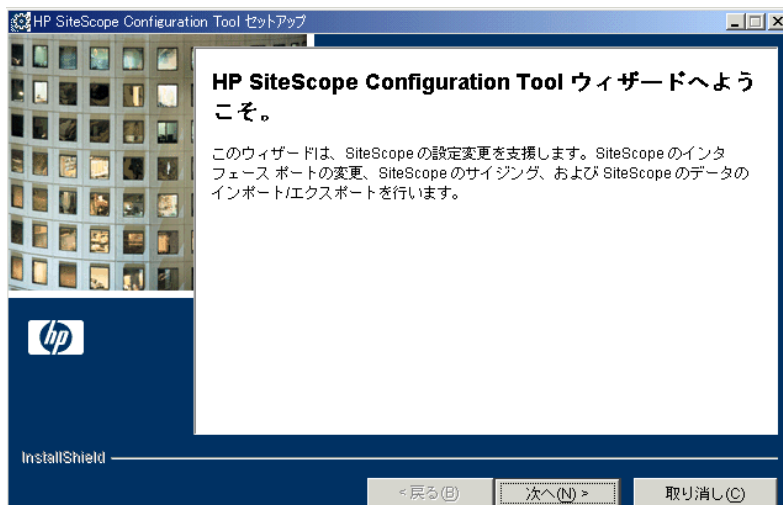 HP SiteScope Configuration Tool セットアップ
HP SiteScope Configuration Tool ウィザードへよう
こそ。
このウィザードは、SiteScope の設定変更を支援します。SiteScope のインタ
フェース ポートの変更、SiteScope のサイジング、および SiteScope のデータの
インポート/エクスポートを行います。
hp
InstallShield
< 戻る(B)
次へ(N) >
取り消し(C)